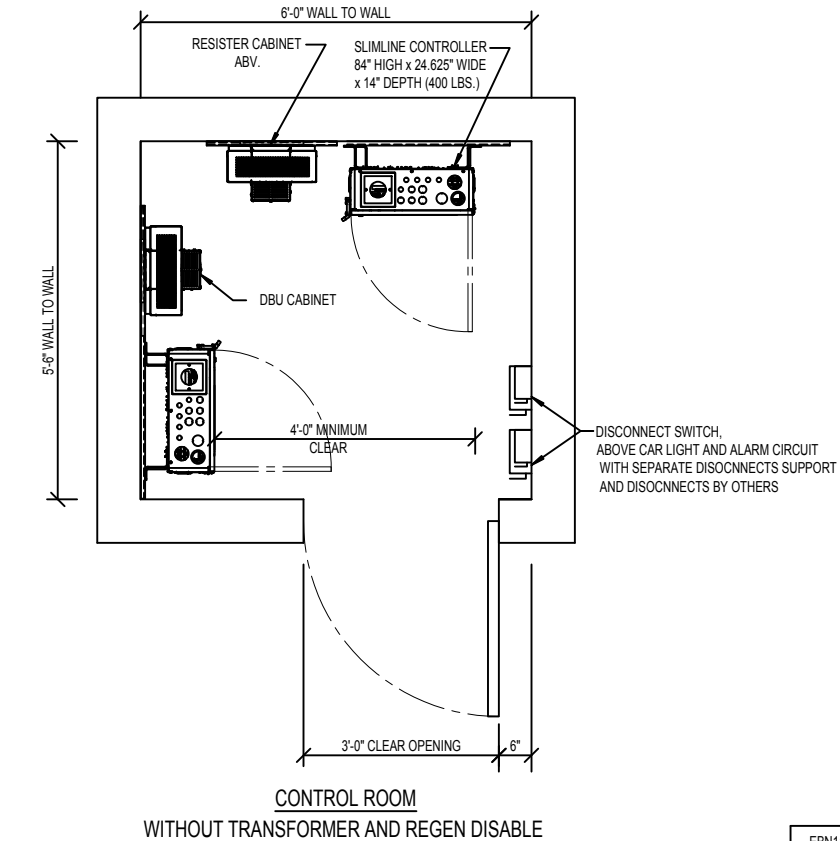 6'-0" WALL TO WALL
RESISTER CABINET
ABV.
SLIMLINE CONTROLLER
84" HIGH x 24.625" WIDE
x 14" DEPTH (400 LBS.)
5'-6" WALL TO WALL
DBU CABINET
4'-0" MINIMUM
CLEAR
DISCONNECT SWITCH,
ABOVE CAR LIGHT AND ALARM CIRCUIT
WITH SEPARATE DISOCNNECTS SUPPORT
AND DISOCNNECTS BY OTHERS
3'-0" CLEAR OPENING
6"
CONTROL ROOM
WITHOUT TRANSFORMER AND REGEN DISABLE